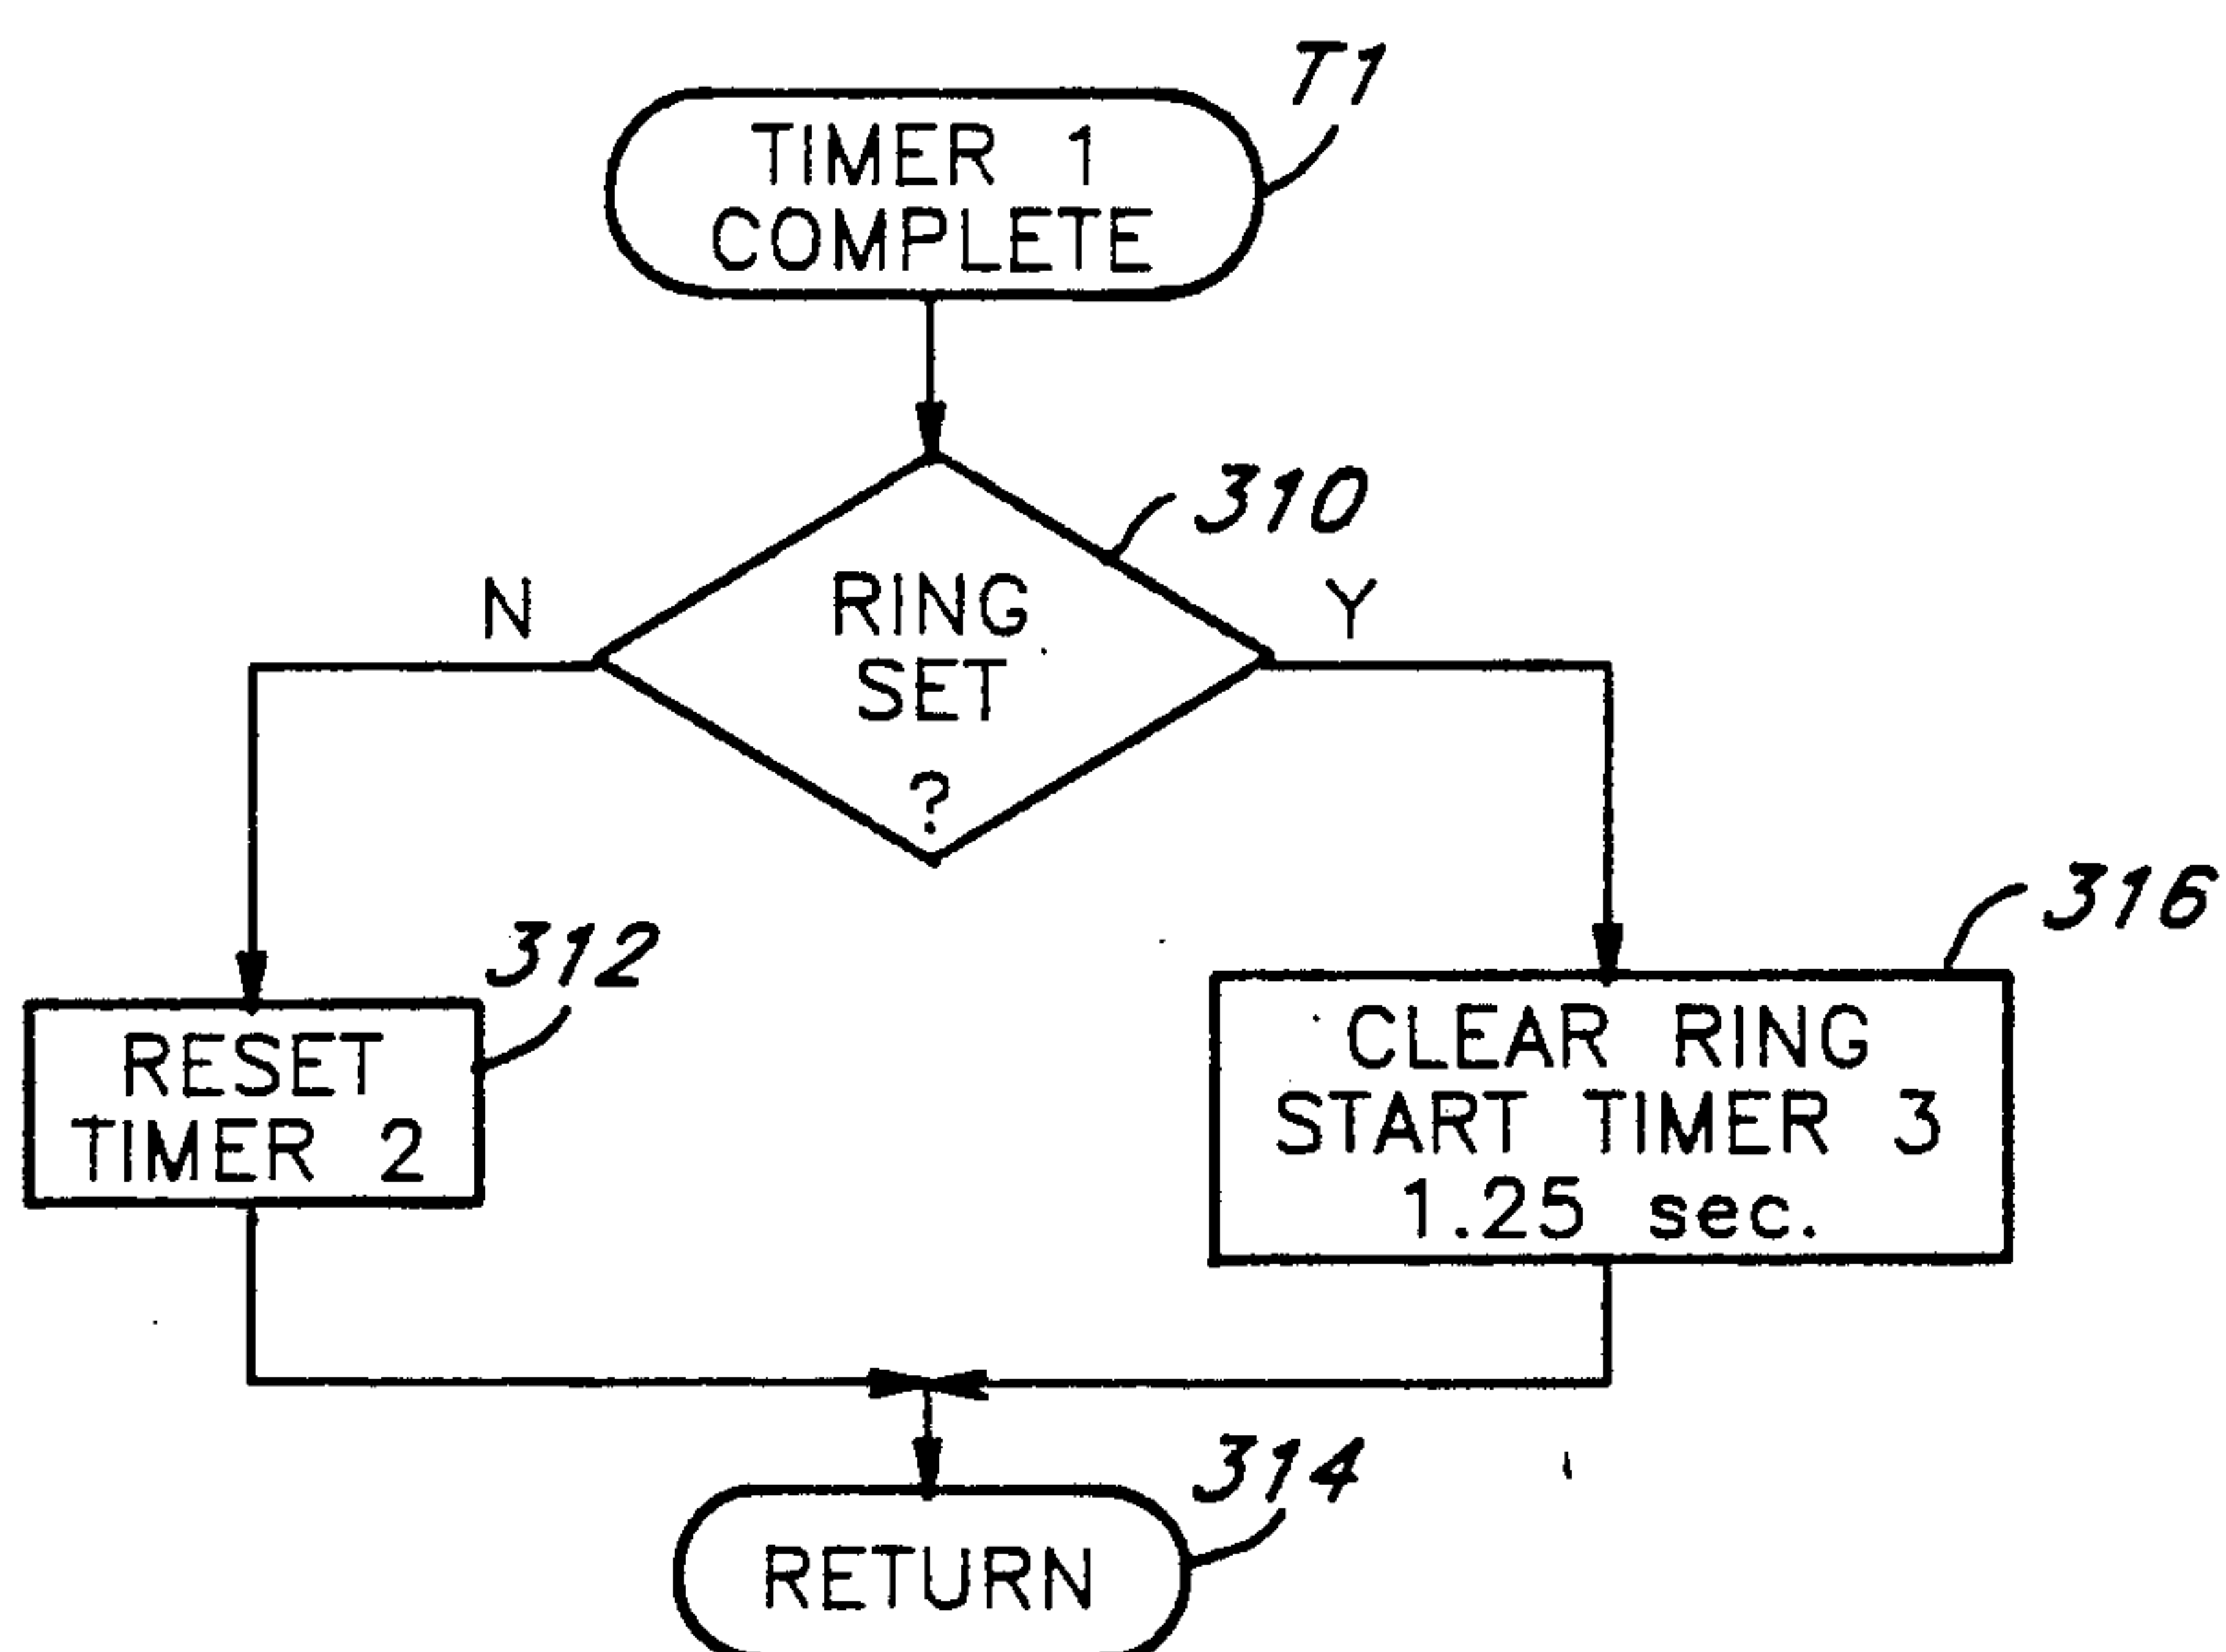 T1
TIMER 1
COMPLETE
310
N
RING
SET
?
Y
312
RESET
TIMER 2
316
CLEAR RING
START TIMER 3
1.25 sec.
314
RETURN